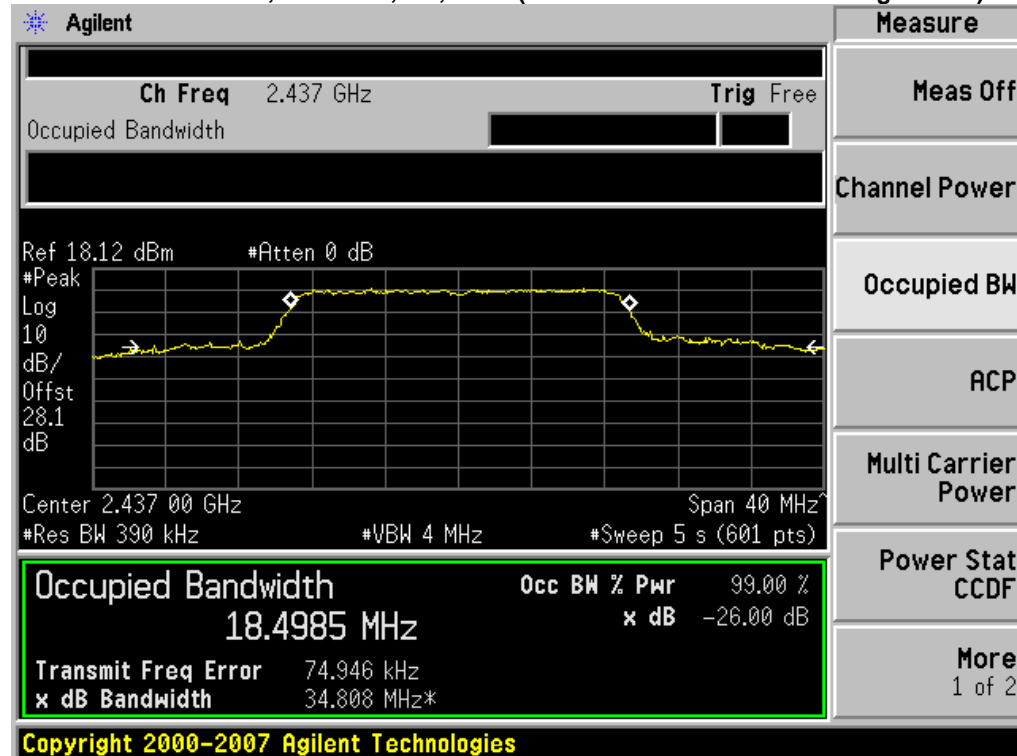 Agilent
Measure
Ch Freq 2.437 GHz Trig Free
Occupied Bandwidth
Meas Off
Channel Power
Occupied BW
ACP
Multi Carrier
Power
Power Stat
CCDF
More
1 of 2
Ref 18.12 dBm #Atten 0 dB
#Peak
Log
10
dB/
Offst
28.1
dB
Center 2.437 00 GHz Span 40 MHz^
#Res BW 390 kHz #VBW 4 MHz #Sweep 5 s (601 pts)
Occupied Bandwidth Occ BW % Pwr 99.00 %
18.4985 MHz x dB -26.00 dB
Transmit Freq Error 74.946 kHz
x dB Bandwidth 34.808 MHz*
Copyright 2000-2007 Agilent Technologies